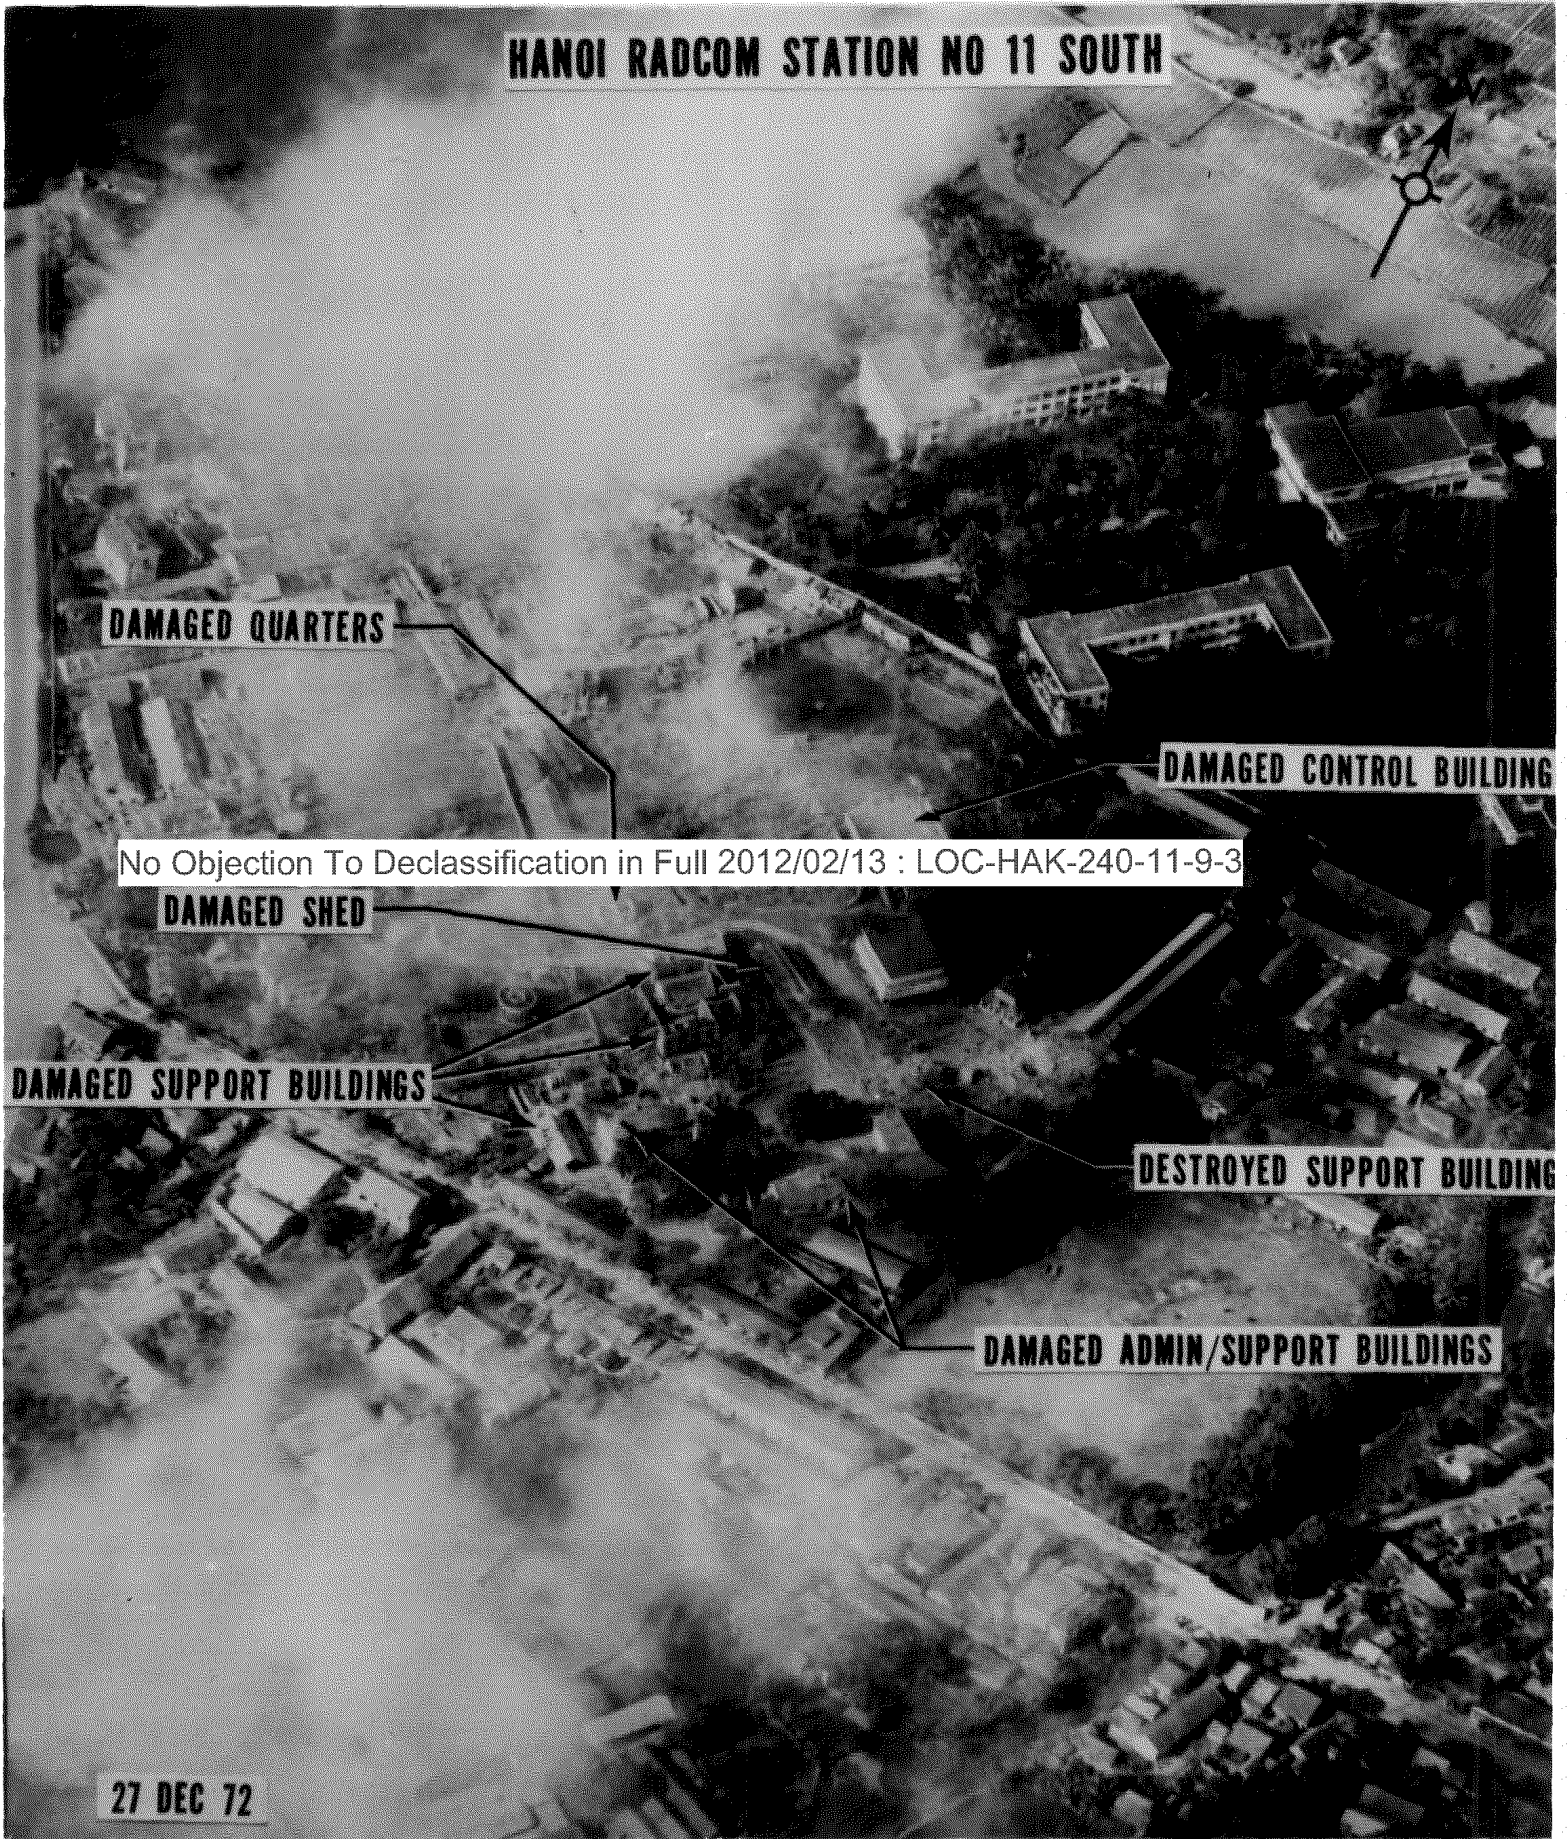 HANOI RADCOM STATION NO 11 SOUTH
N
DAMAGED QUARTERS
DAMAGED CONTROL BUILDING
No Objection To Declassification in Full 2012/02/13 : LOC-HAK-240-11-9-3
DAMAGED SHED
DAMAGED SUPPORT BUILDINGS
DESTROYED SUPPORT BUILDING
DAMAGED ADMIN/SUPPORT BUILDINGS
27 DEC 72